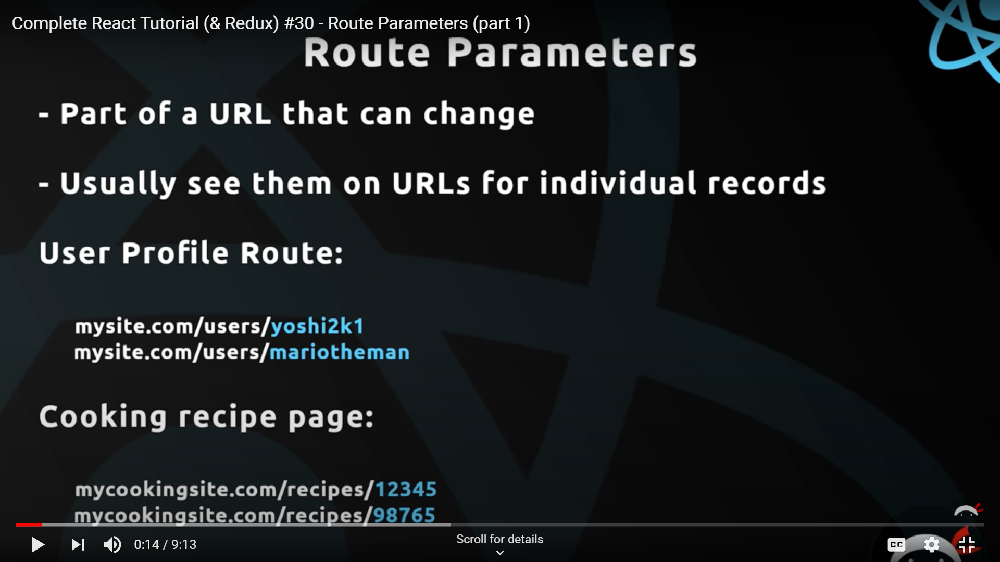 Complete React Tutorial (& Redux) #30 - Route Parameters (part 1)
Route Parameters
- Part of a URL that can change
- Usually see them on URLs for individual records
User Profile Route:
mysite.com/users/yoshi2k1
mysite.com/users/mariotheman
Cooking recipe page:
mycookingsite.com/recipes/12345
mycookingsite.com/recipes/98765
0:14 / 9:13
Scroll for details
CC